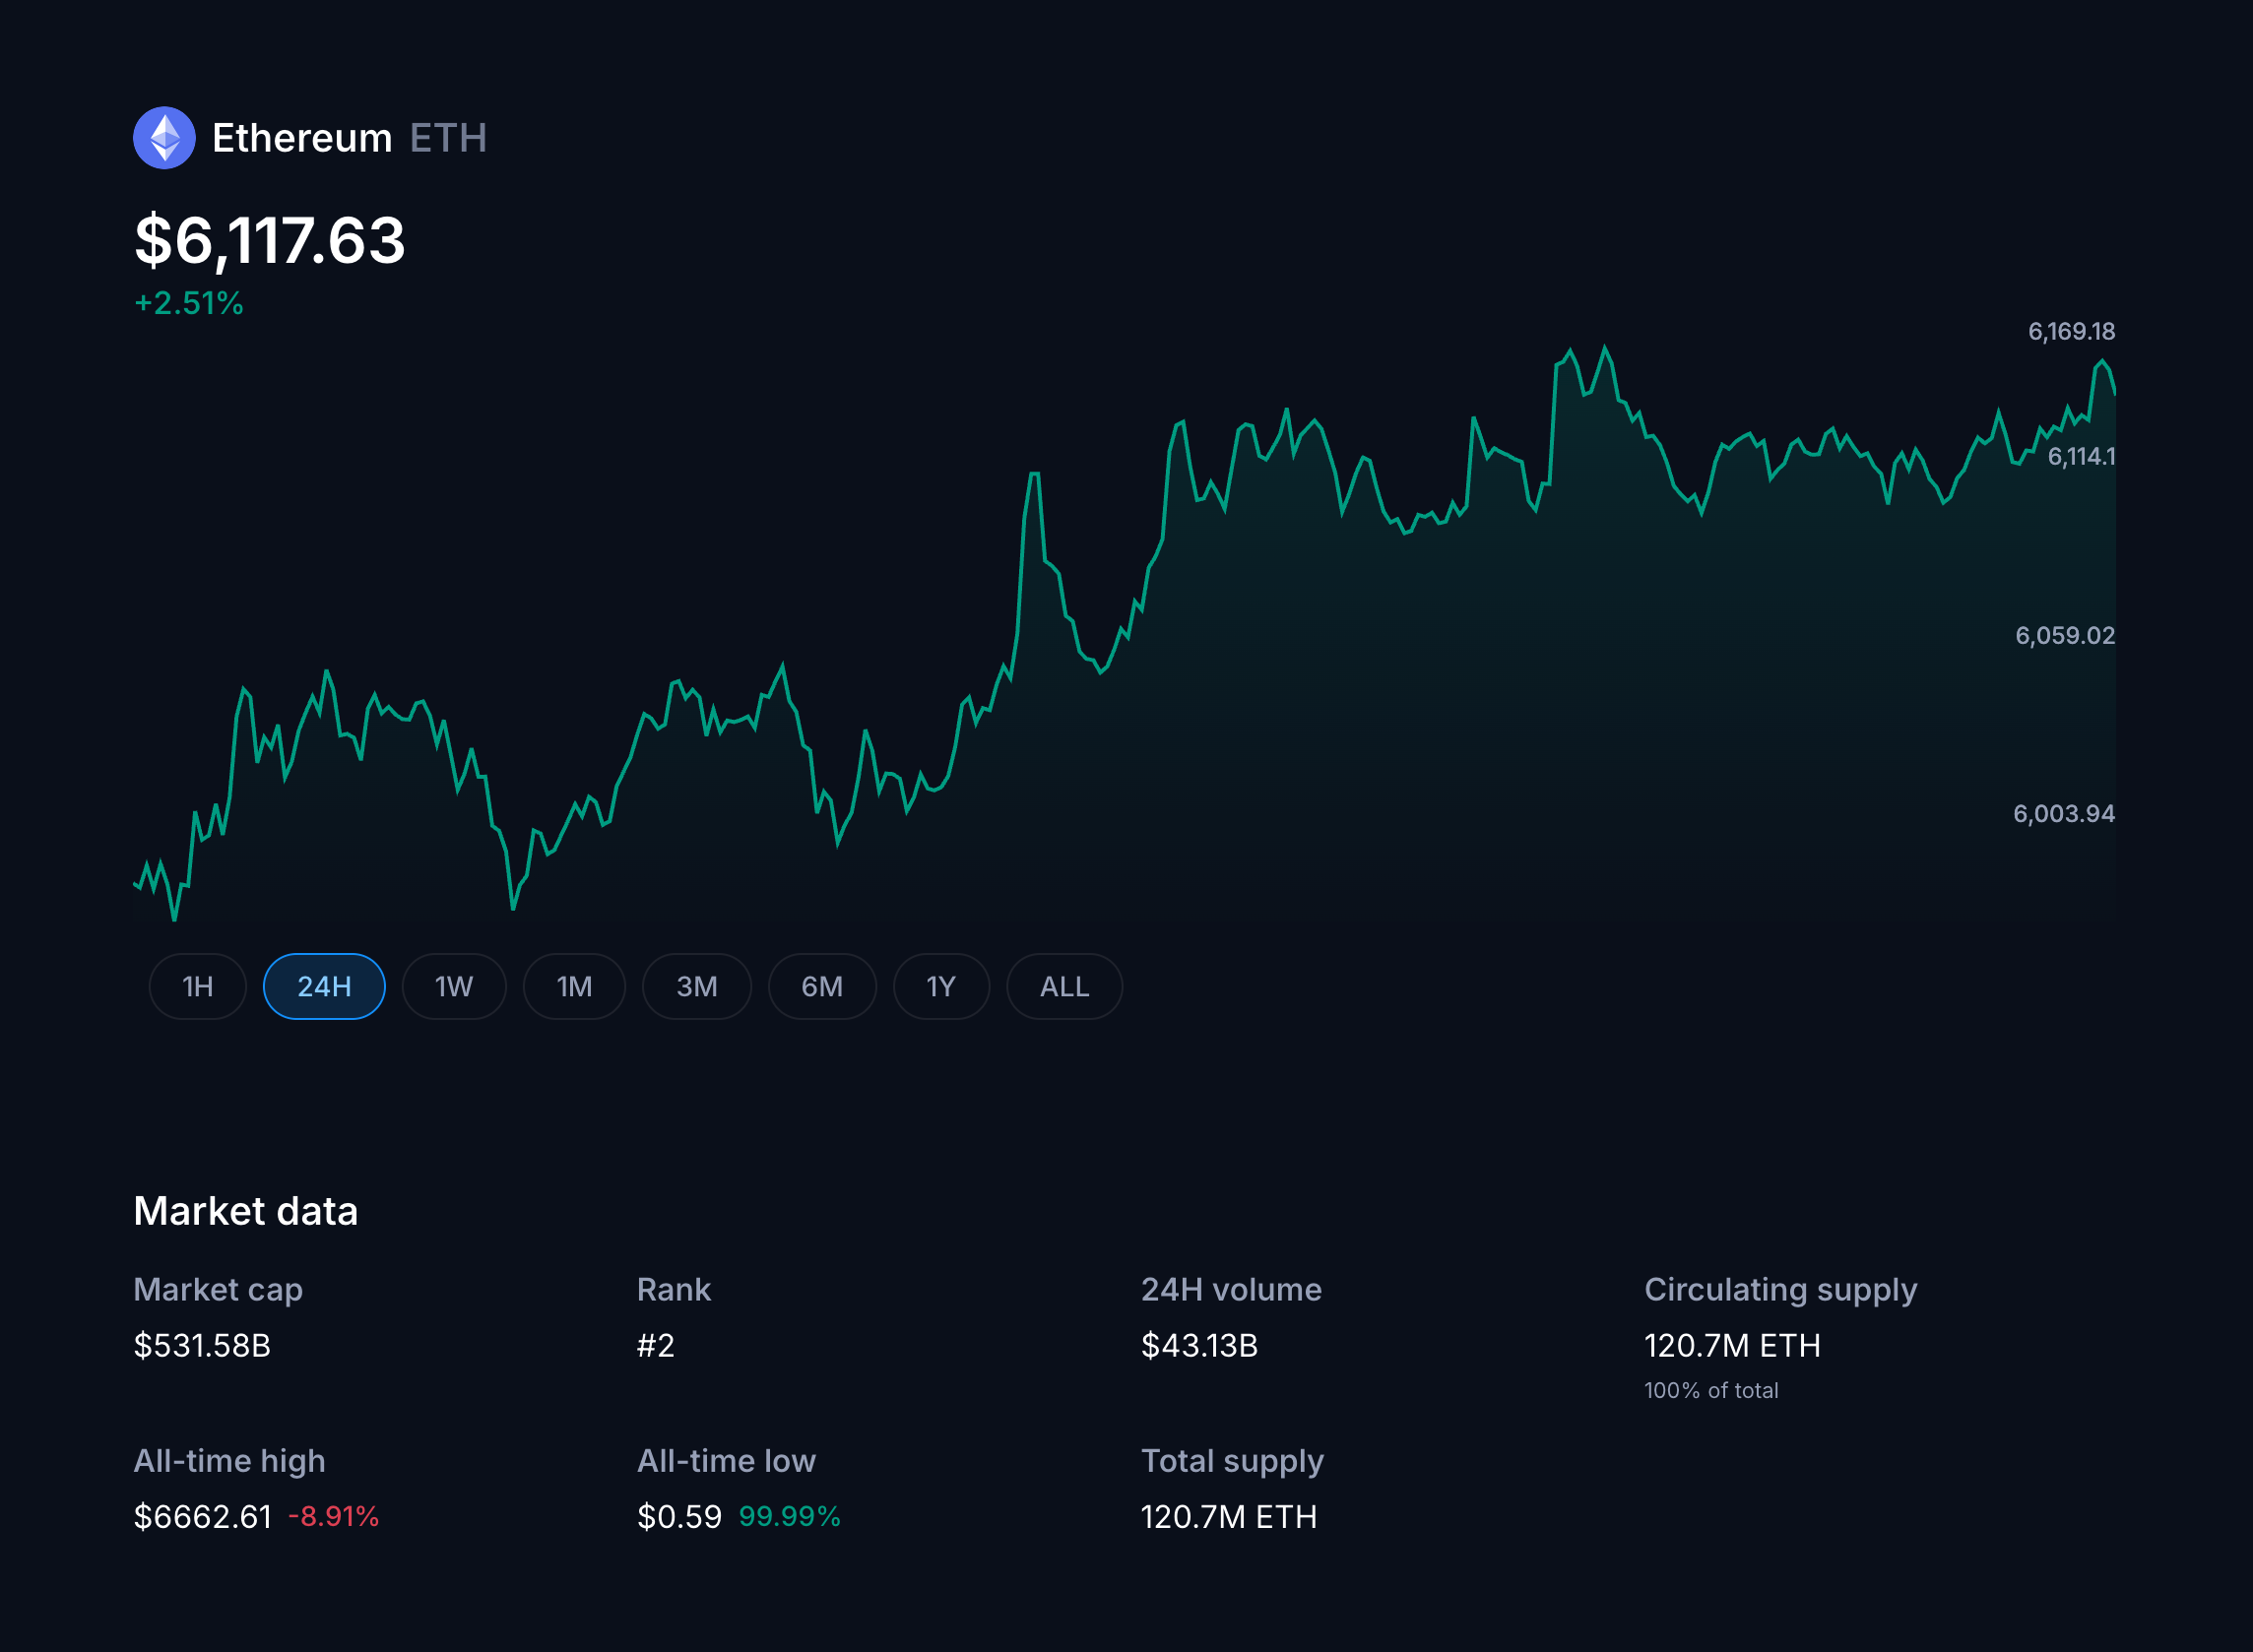 Ethereum ETH
$6,117.63
+2.51%
6,169.18
6,114.1
6,059.02
6,003.94
1H 24H 1W 1M 3M 6M 1Y ALL
Market data
Market cap Rank 24H volume Circulating supply
$531.58B #2 $43.13B 120.7M ETH
100% of total
All-time high All-time low Total supply
$6662.61 -8.91% $0.59 99.99% 120.7M ETH